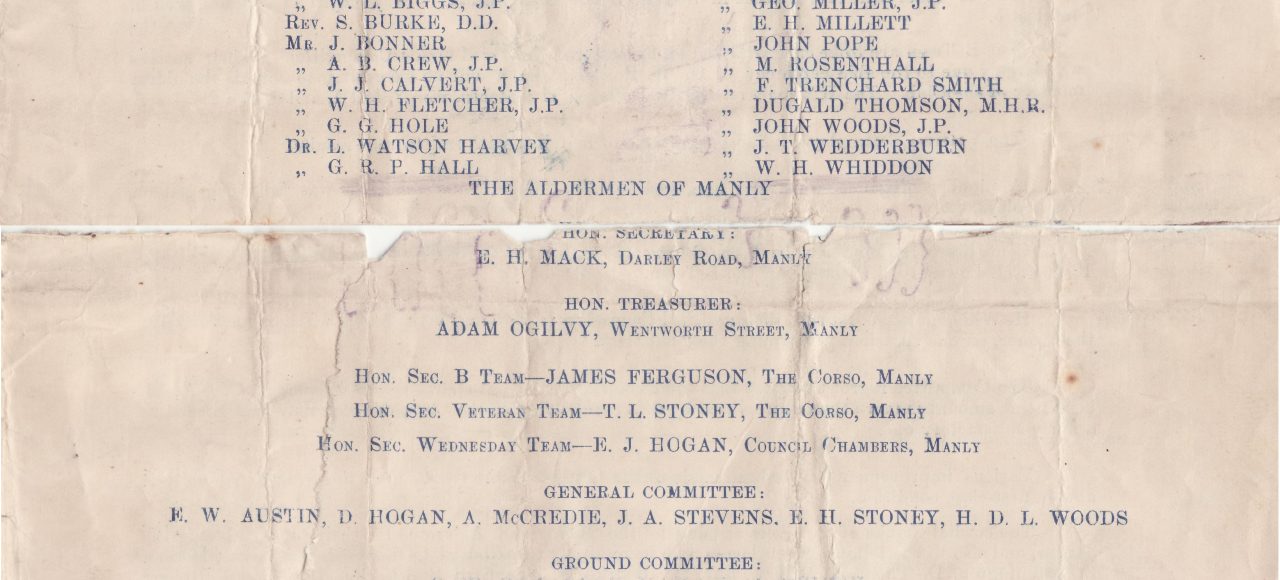 „ W. L. BIGGS, J.P.
REV. S. BURKE, D.D.
MR. J. BONNER
„ A. B. CREW, J.P.
„ J. J. CALVERT, J.P.
„ W. H. FLETCHER, J.P.
„ G. G. HOLE
DR. L. WATSON HARVEY
„ G. R. P. HALL
„ GEO. MILLER, J.P.
„ E. H. MILLETT
„ JOHN POPE
„ M. ROSENTHALL
„ F. TRENCHARD SMITH
„ DUGALD THOMSON, M.H.R.
„ JOHN WOODS, J.P.
„ J. T. WEDDERBURN
„ W. H. WHIDDON
THE ALDERMEN OF MANLY
HON. SECRETARY:
E. H. MACK, DARLEY ROAD, MANLY
HON. TREASURER:
ADAM OGILVY, WENTWORTH STREET, MANLY
HON. SEC. B TEAM—JAMES FERGUSON, THE CORSO, MANLY
HON. SEC. VETERAN TEAM—T. L. STONEY, THE CORSO, MANLY
HON. SEC. WEDNESDAY TEAM—E. J. HOGAN, COUNCIL CHAMBERS, MANLY
GENERAL COMMITTEE:
E. W. AUSTIN, D. HOGAN, A. McCREDIE, J. A. STEVENS, E. H. STONEY, H. D. L. WOODS
GROUND COMMITTEE: